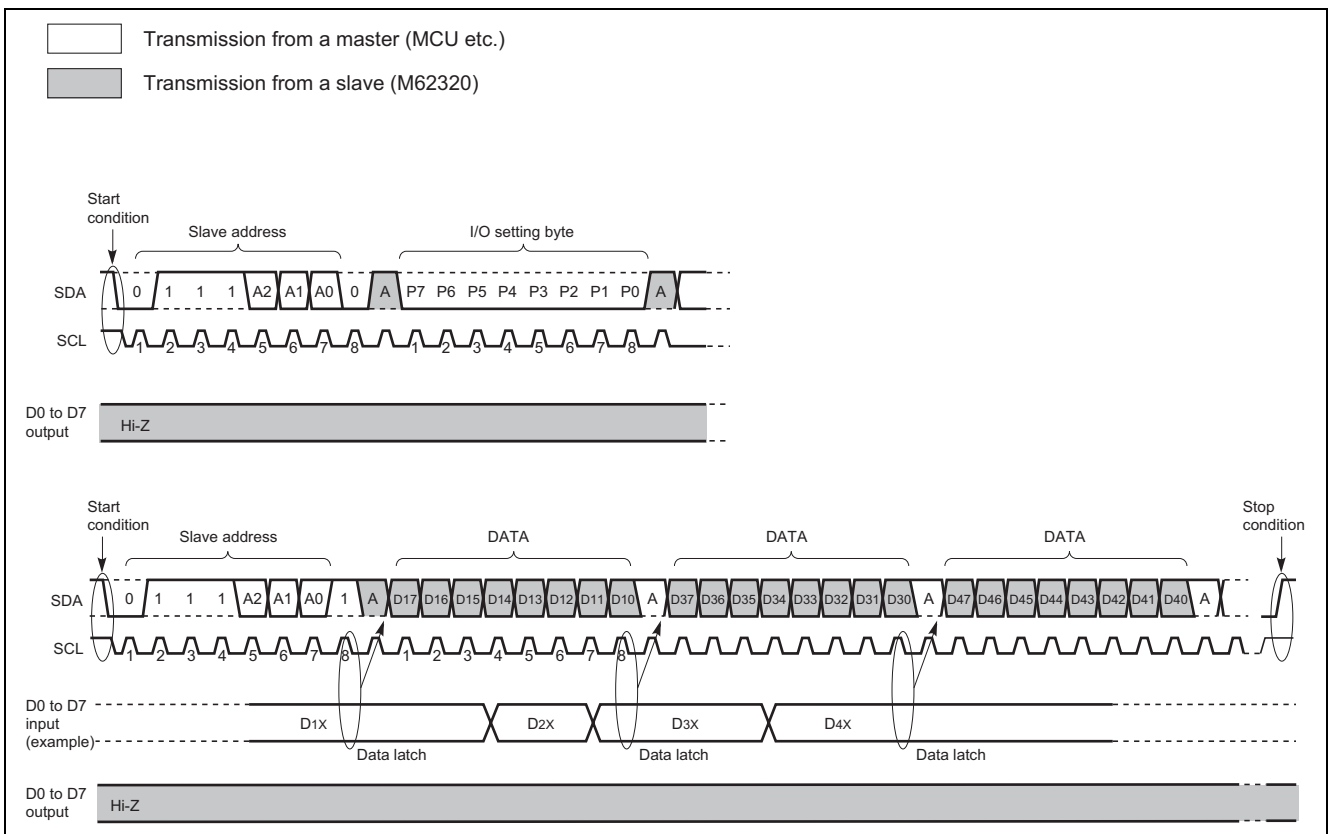 Transmission from a master (MCU etc.)
Transmission from a slave (M62320)
Start
condition
Slave address
I/O setting byte
SDA
0 1 1 1 A2 A1 A0 0 A P7 P6 P5 P4 P3 P2 P1 P0 A
SCL
1 2 3 4 5 6 7 8 1 2 3 4 5 6 7 8
D0 to D7
output
Hi-Z
Start
condition
Slave address
DATA
DATA
DATA
Stop
condition
SDA
0 1 1 1 A2 A1 A0 1 A D17 D16 D15 D14 D13 D12 D11 D10 A D37 D36 D35 D34 D33 D32 D31 D30 A D47 D46 D45 D44 D43 D42 D41 D40 A
SCL
1 2 3 4 5 6 7 8 1 2 3 4 5 6 7 8
D0 to D7
input
(example)
D1X
D2X
D3X
D4X
Data latch
Data latch
Data latch
D0 to D7
output
Hi-Z